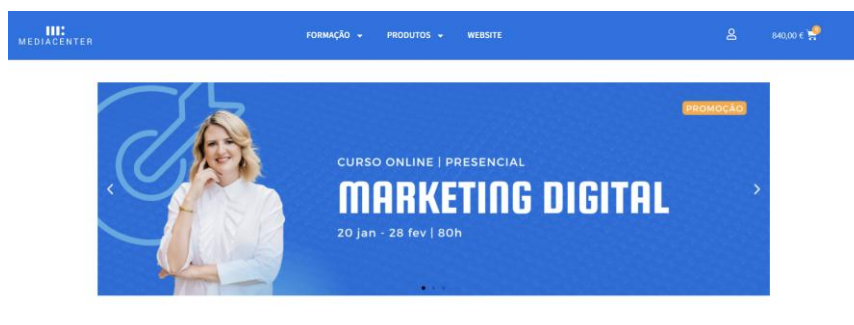 MEDIACENTER
FORMAÇÃO PRODUTOS WEBSITE
840,00 €
PROMOÇÃO
CURSO ONLINE | PRESENCIAL
MARKETING DIGITAL
20 jan - 28 fev | 80h